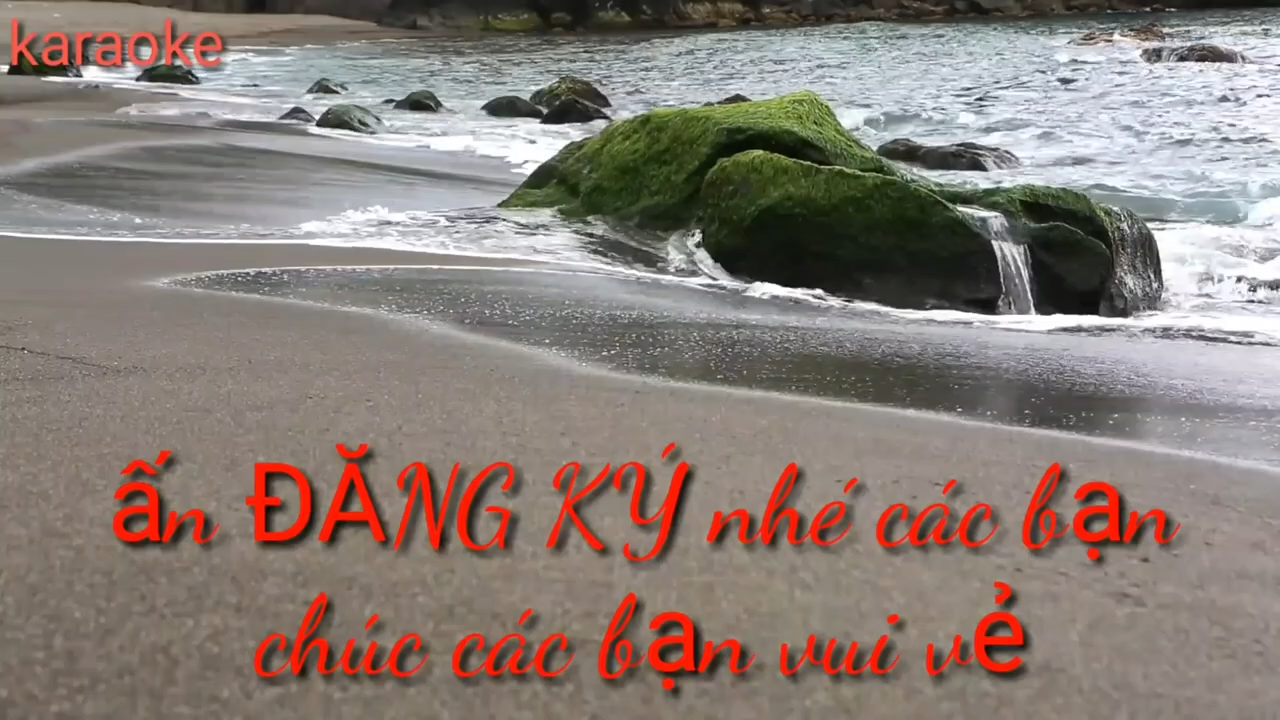 karaoke
ấn ĐĂNG KÝ nhé các bạn
chúc các bạn vui vẻ